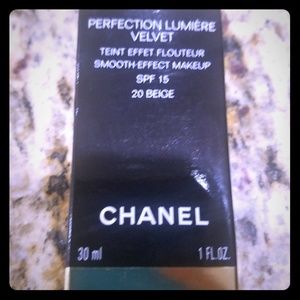 PERFECTION LUMIÈRE
VELVET
TEINT EFFET FLOUTEUR
SMOOTH-EFFECT MAKEUP
SPF 15
20 BEIGE
CHANEL
30 ml 1 FL.OZ.